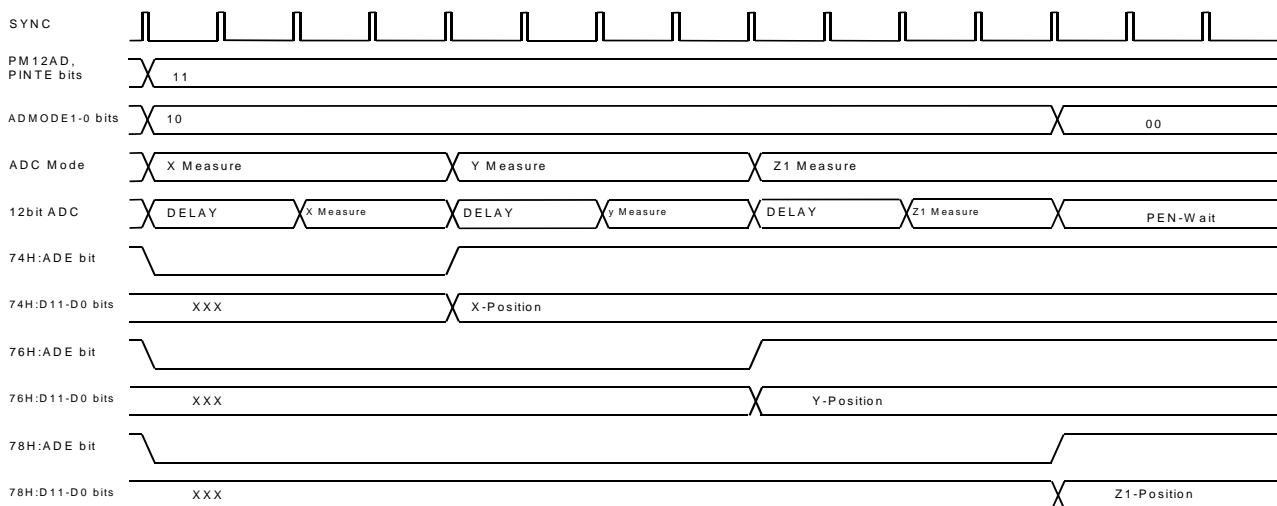 SYNC
PM12AD,
PINTE bits
11
ADMODE1-0 bits
10
00
ADC Mode
X Measure
Y Measure
Z1 Measure
12bit ADC
DELAY
X Measure
DELAY
y Measure
DELAY
Z1 Measure
PEN-Wait
74H:ADE bit
74H:D11-D0 bits
XXX
X-Position
76H:ADE bit
76H:D11-D0 bits
XXX
Y-Position
78H:ADE bit
78H:D11-D0 bits
XXX
Z1-Position